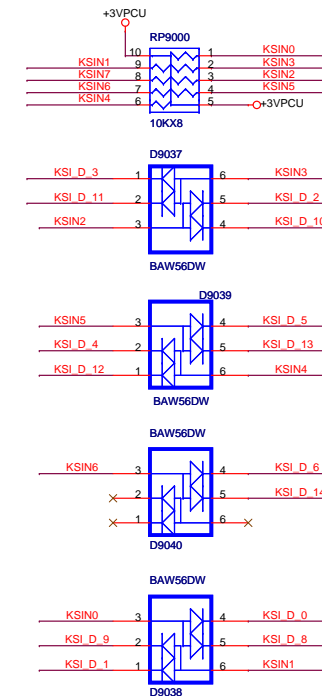 +3VPCU
RP9000
10 1 KSIN0
KSIN1 9 2 KSIN3
KSIN7 8 3 KSIN2
KSIN6 7 4 KSIN5
KSIN4 6 5 +3VPCU
10KX8
D9037
KSI_D_3 1 6 KSIN3
KSI_D_11 2 5 KSI_D_2
KSIN2 3 4 KSI_D_10
BAW56DW
D9039
KSIN5 3 4 KSI_D_5
KSI_D_4 2 5 KSI_D_13
KSI_D_12 1 6 KSIN4
BAW56DW
BAW56DW
KSIN6 3 4 KSI_D_6
2 5 KSI_D_14
1 6
D9040
BAW56DW
KSIN0 3 4 KSI_D_0
KSI_D_9 2 5 KSI_D_8
KSI_D_1 1 6 KSIN1
D9038